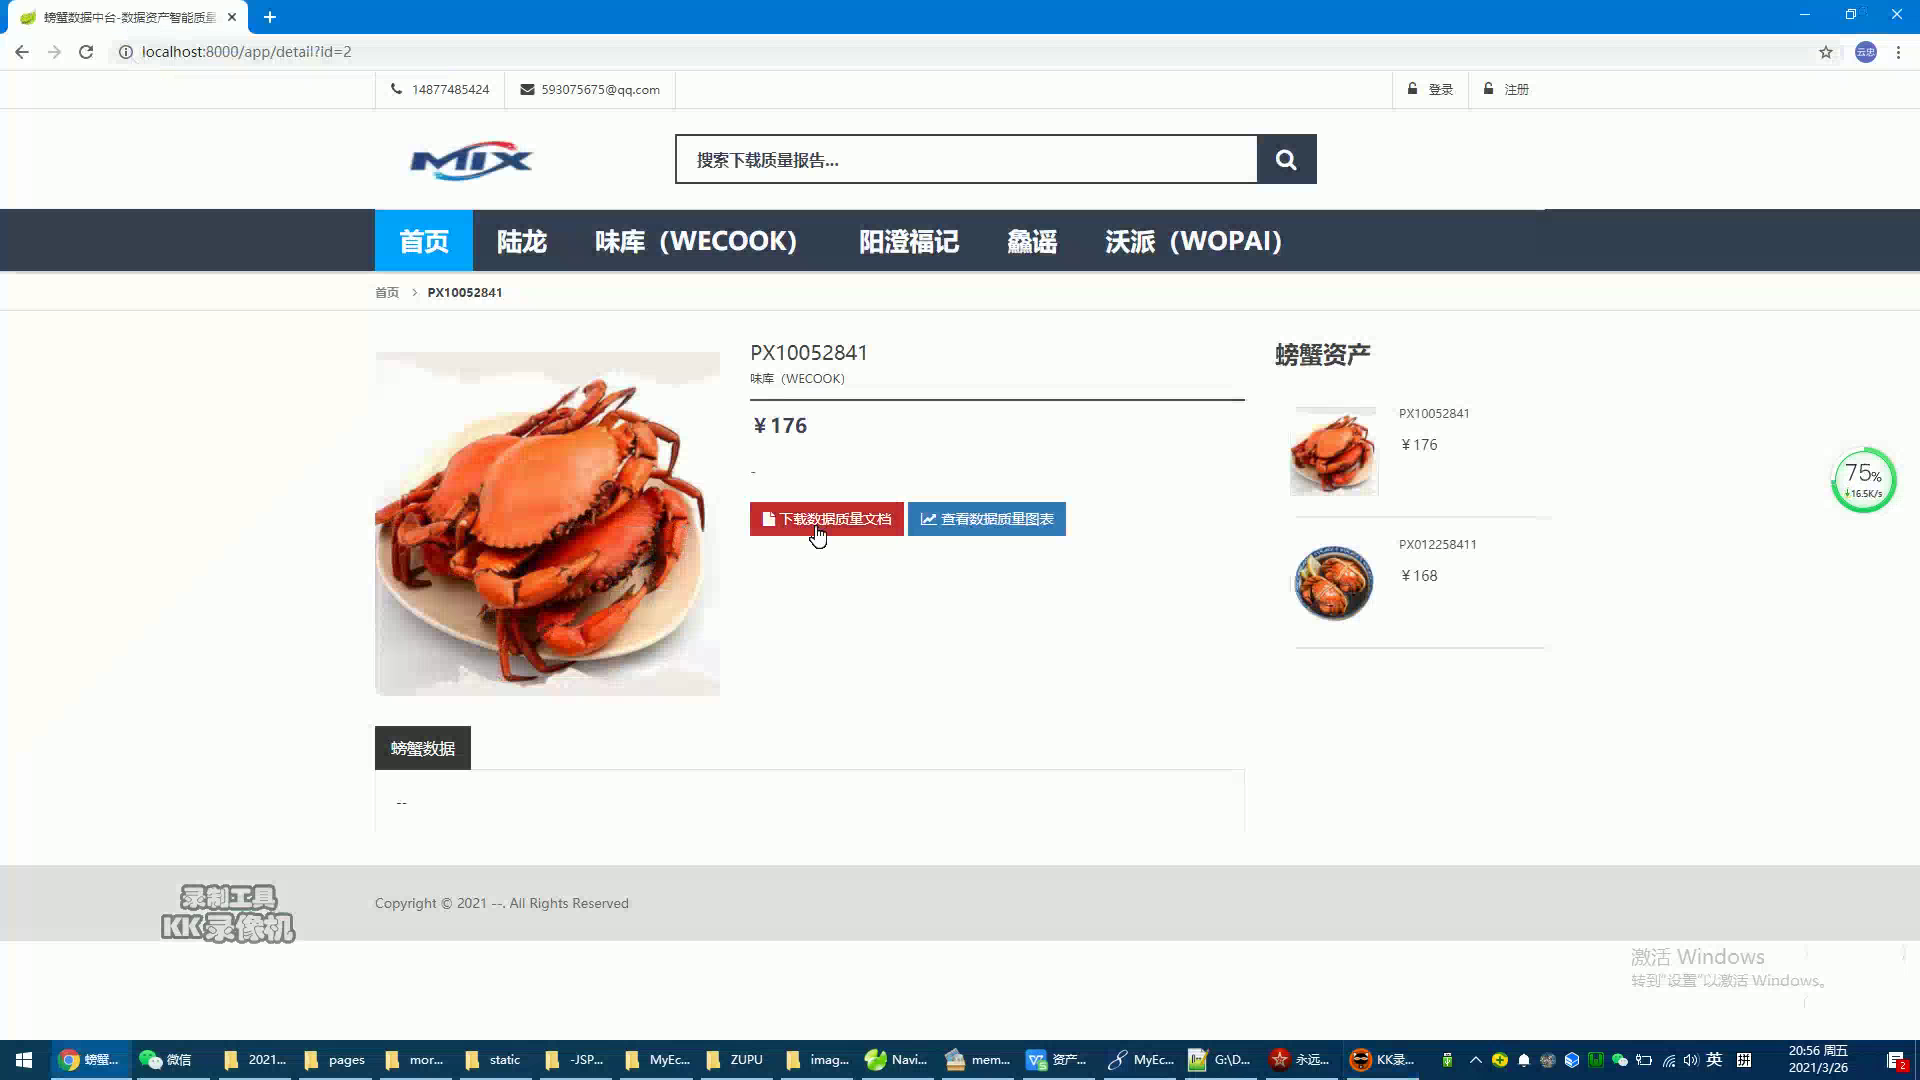 螃蟹数据中台-数据资产智能质量
localhost:8000/app/detail?id=2
云忠
14877485424
593075675@qq.com
登录
注册
MIX
搜索下载质量报告...
首页
陆龙
味库（WECOOK）
阳澄福记
鱻谣
沃派（WOPAI）
首页 > PX10052841
PX10052841
味库（WECOOK）
￥176
-
下载数据质量文档
查看数据质量图表
螃蟹资产
PX10052841
￥176
PX012258411
￥168
75%
16.5K/s
螃蟹数据
--
Copyright © 2021 --. All Rights Reserved
录制工具
KK录像机
激活 Windows
转到"设置"以激活 Windows。
螃蟹...
微信
2021...
pages
mor...
static
-JSP...
MyEc...
ZUPU
imag...
Navi...
mem...
资产...
MyEc...
G:\D...
永远...
KK录...
英
拼
20:56 周五
2021/3/26
2